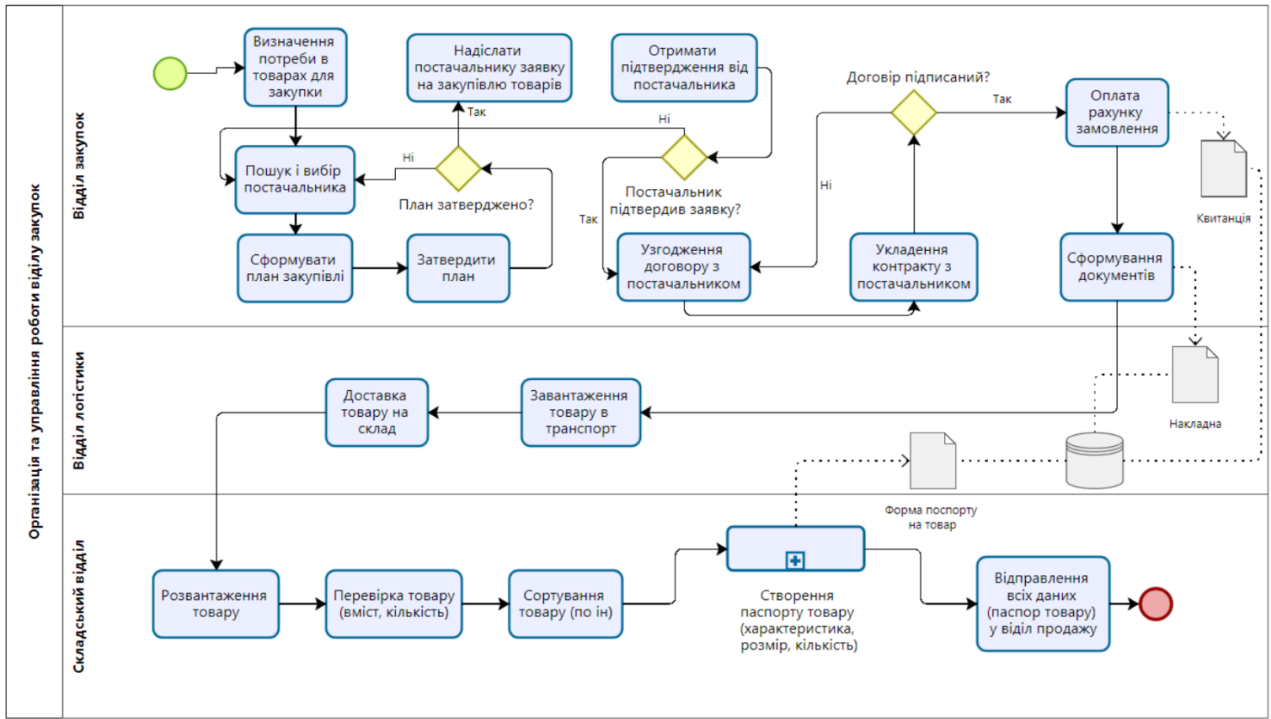 Організація та управління роботи віділу закупок
Відділ закупок
Визначення
потреби в
товарах для
закупки
Надіслати
постачальнику заявку
на закупівлю товарів
Отримати
підтвердження від
постачальника
Договір підписаний?
Так
Оплата
рахунку
замовлення
Так
Ні
Ні
Пошук і вибір
постачальника
План затверджено?
Постачальник
підтвердив заявку?
Ні
Так
Квитанція
Сформувати
план закупівлі
Затвердити
план
Узгодження
договору з
постачальником
Укладення
контракту з
постачальником
Сформування
документів
Відділ логістики
Доставка
товару на
склад
Завантаження
товару в
транспорт
Накладна
Форма поспорту
на товар
Складський відділ
Розвантаження
товару
Перевірка товару
(вміст, кількість)
Сортування
товару (по ін)
Створення
паспорту товару
(характеристика,
розмір, кількість)
Відправлення
всіх даних
(паспор товару)
у віділ продажу